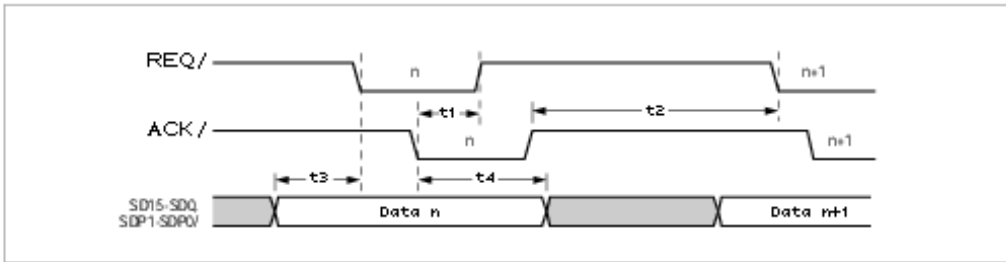 REQ/
n
n+1
t1
t2
ACK/
n
n+1
t3
t4
SD15-SD0,
SDP1-SDP0/
Data n
Data n+1